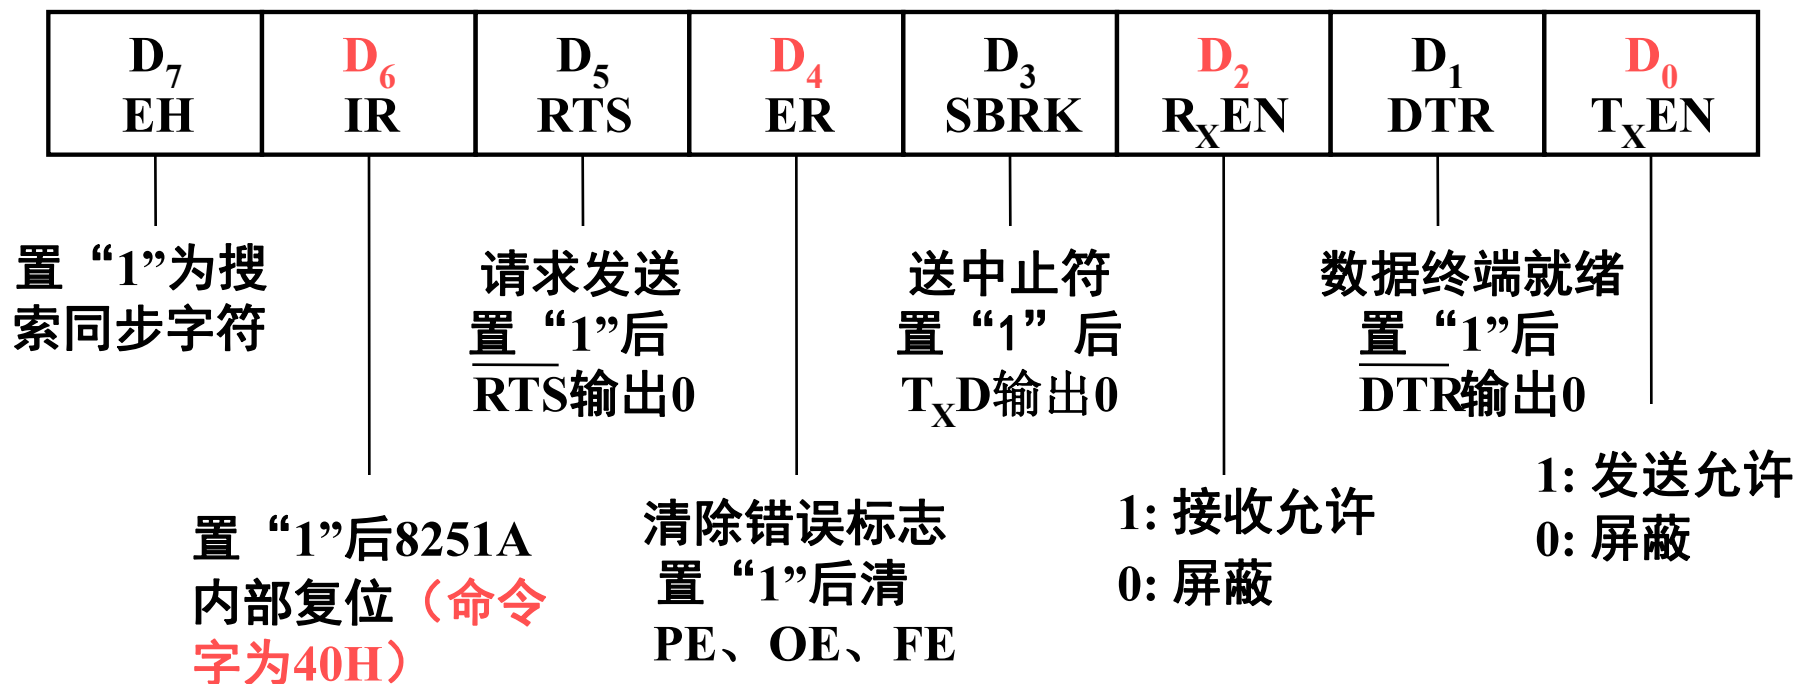 D7 D6 D5 D4 D3 D2 D1 D0
EH IR RTS ER SBRK RXEN DTR TXEN
置“1”为搜
索同步字符
请求发送
置“1”后
RTS输出0
送中止符
置“1”后
TXD输出0
数据终端就绪
置“1”后
DTR输出0
置“1”后8251A
内部复位（命令
字为40H）
清除错误标志
置“1”后清
PE、OE、FE
1: 接收允许
0: 屏蔽
1: 发送允许
0: 屏蔽